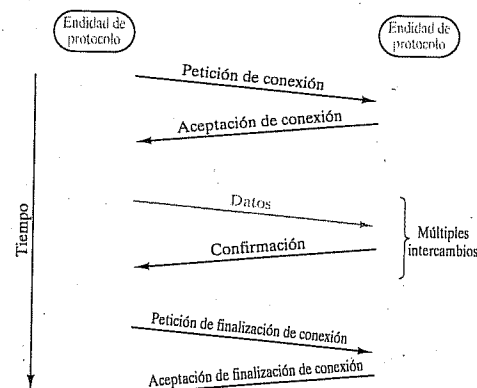 Endidad de
protocolo
Endidad de
protocolo
Petición de conexión
Aceptación de conexión
Datos
Confirmación
Múltiples
intercambios
Tiempo
Petición de finalización de conexión
Aceptación de finalización de conexión